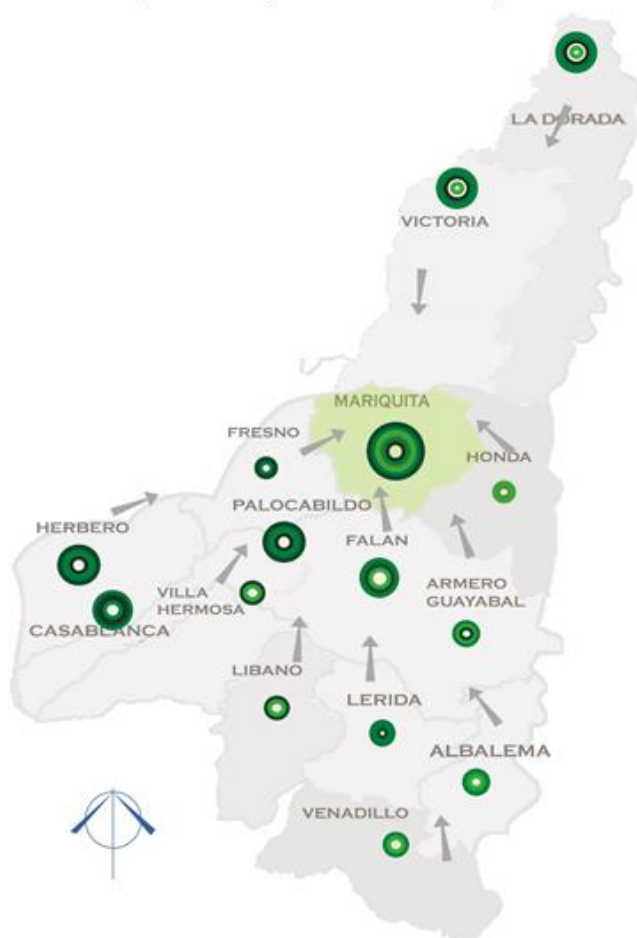 LA DORADA
VICTORIA
MARIQUITA
FRESNO
HONDA
PALOCABILDO
HERBERO
FALAN
VILLA
HERMOSA
ARMERO
GUAYABAL
CASABLANCA
LIBANO
LERIDA
ALBALEMA
VENADILLO